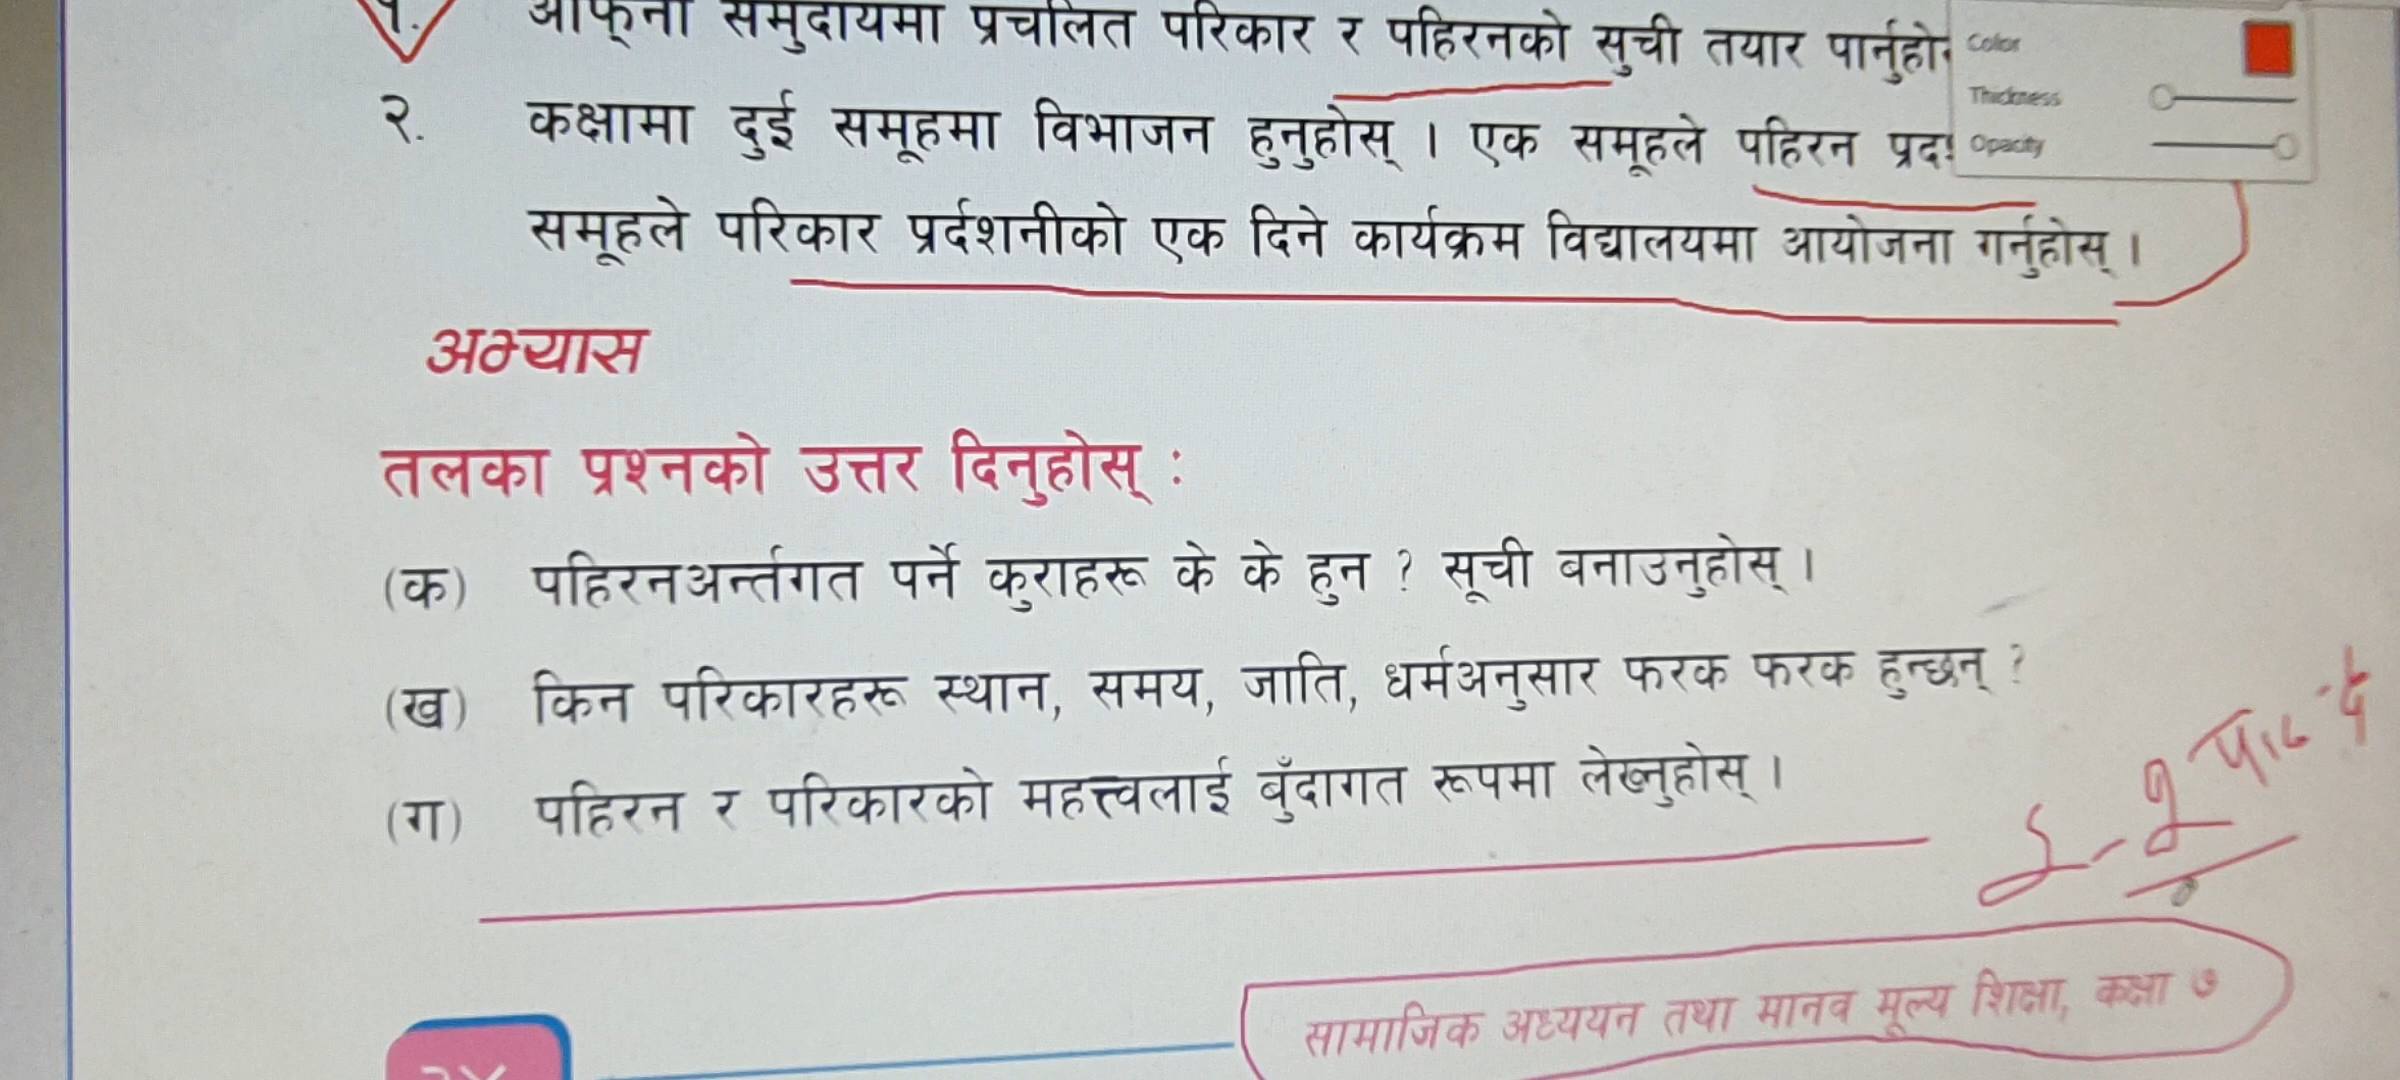 १. आफ्ना समुदायमा प्रचलित परिकार र पहिरनको सुची तयार पार्नुहो
Color
Thickness
२. कक्षामा दुई समूहमा विभाजन हुनुहोस् । एक समूहले पहिरन प्रद
Opacity
समूहले परिकार प्रर्दशनीको एक दिने कार्यक्रम विद्यालयमा आयोजना गर्नुहोस् ।
अभ्यास
तलका प्रश्नको उत्तर दिनुहोस् :
(क) पहिरनअर्न्तगत पर्ने कुराहरू के के हुन ? सूची बनाउनुहोस् ।
(ख) किन परिकारहरू स्थान, समय, जाति, धर्मअनुसार फरक फरक हुन्छन् ?
(ग) पहिरन र परिकारको महत्त्वलाई बुँदागत रूपमा लेख्नुहोस् ।
सामाजिक अध्ययन तथा मानव मूल्य शिक्षा, कक्षा ७